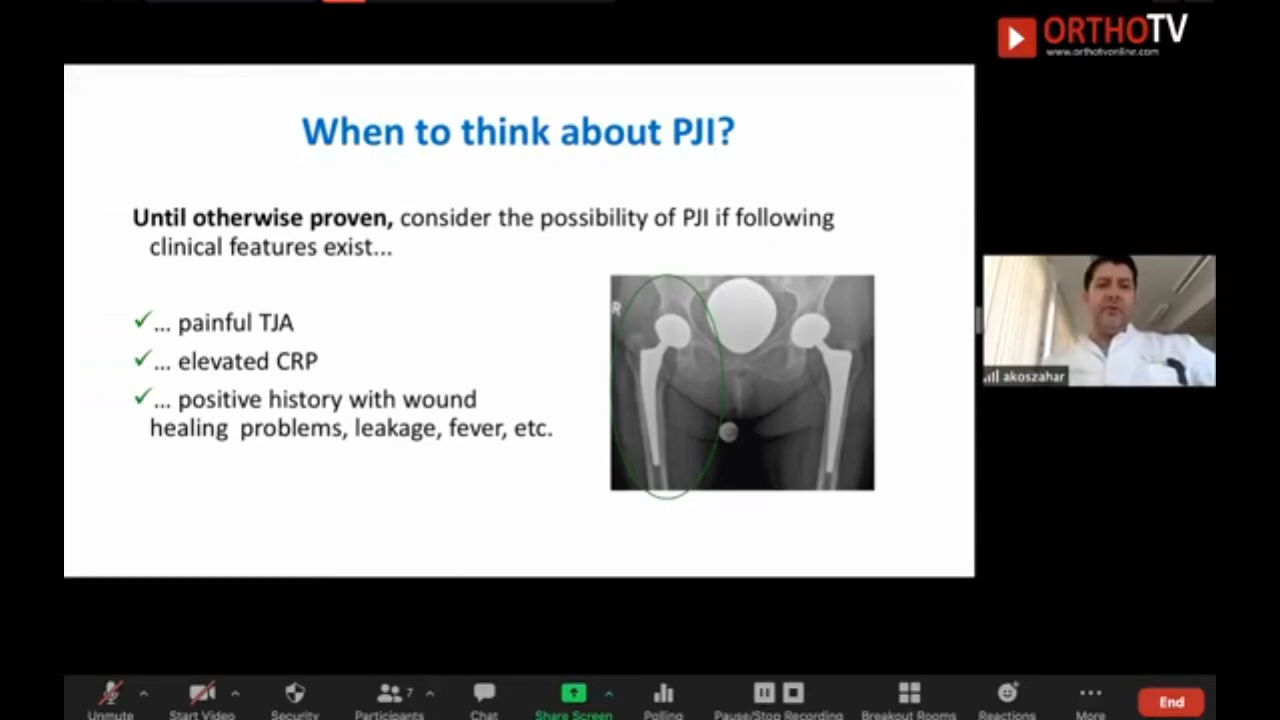 ORTHOTV
www.orthotvonline.com
When to think about PJI?
Until otherwise proven, consider the possibility of PJI if following
clinical features exist...
... painful TJA
... elevated CRP
... positive history with wound
healing problems, leakage, fever, etc.
R
akoszahar
7
Unmute
Start Video
Security
Participants
Chat
Share Screen
Polling
Pause/Stop Recording
Breakout Rooms
Reactions
More
End